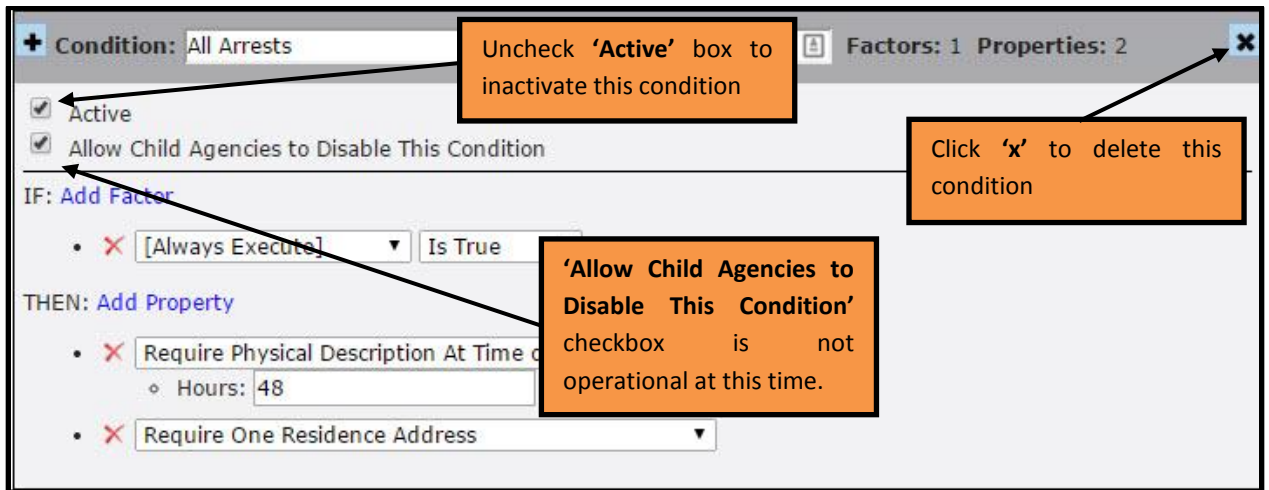 Condition: All Arrests
Factors: 1 Properties: 2
Uncheck ‘Active’ box to
inactivate this condition
Active
Allow Child Agencies to Disable This Condition
Click ‘x’ to delete this
condition
IF: Add Factor
[Always Execute] Is True
‘Allow Child Agencies to
Disable This Condition’
checkbox is not
operational at this time.
THEN: Add Property
Require Physical Description At Time
Hours: 48
Require One Residence Address